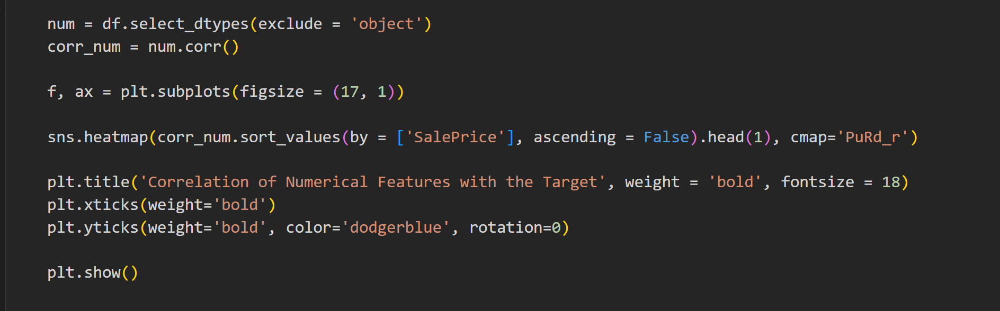 num = df.select_dtypes(exclude = 'object')
corr_num = num.corr()
f, ax = plt.subplots(figsize = (17, 1))
sns.heatmap(corr_num.sort_values(by = ['SalePrice'], ascending = False).head(1), cmap='PuRd_r')
plt.title('Correlation of Numerical Features with the Target', weight = 'bold', fontsize = 18)
plt.xticks(weight='bold')
plt.yticks(weight='bold', color='dodgerblue', rotation=0)
plt.show()